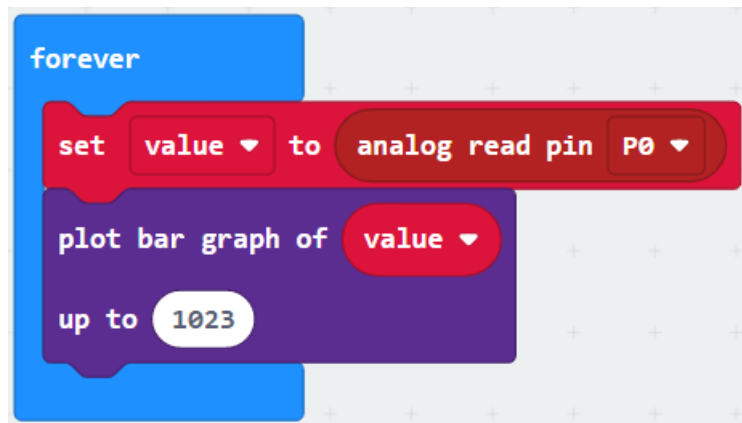 forever
set value to analog read pin P0
plot bar graph of value
up to 1023